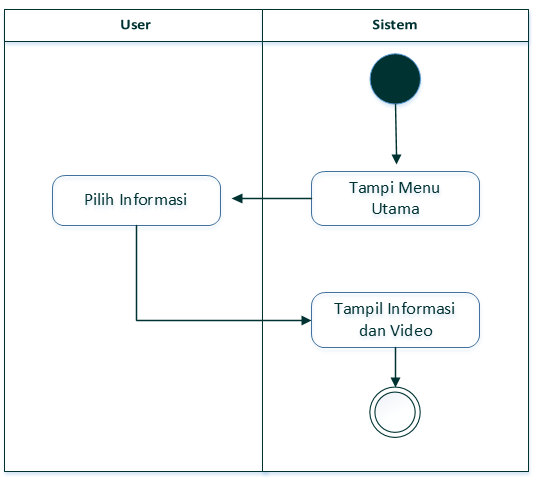 User
Sistem
Tampi Menu
Utama
Pilih Informasi
Tampil Informasi
dan Video